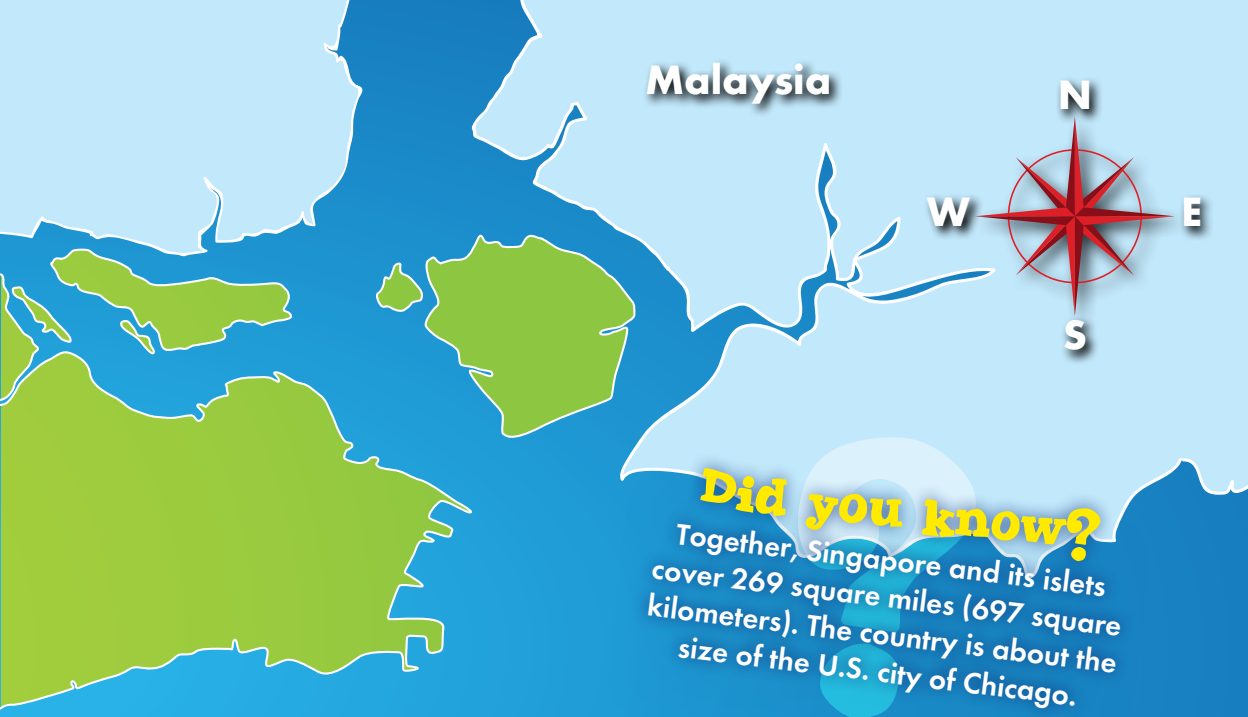 Malaysia
N
W
E
S
Did you know?
Together, Singapore and its islets
cover 269 square miles (697 square
kilometers). The country is about the
size of the U.S. city of Chicago.